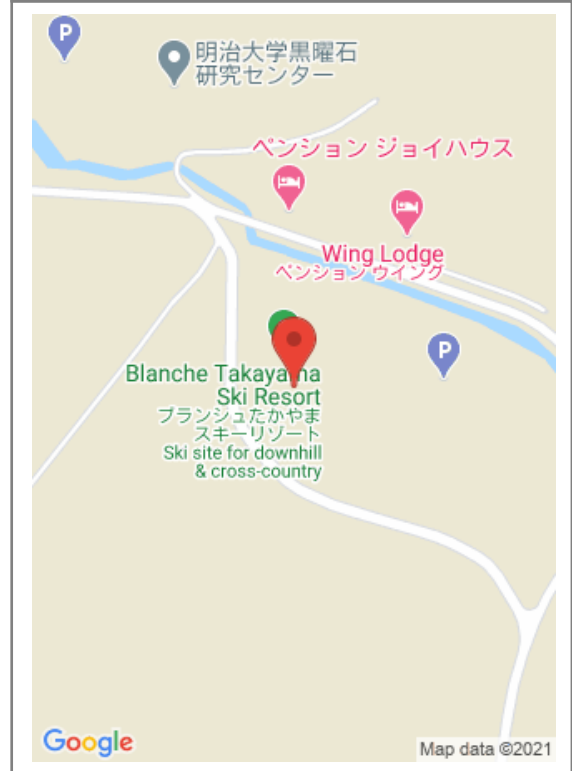 P
明治大学黒曜石
研究センター
ペンション ジョイハウス
Wing Lodge
ペンション ウイング
P
Blanche Takayama
Ski Resort
ブランシュたかやま
スキーリゾート
Ski site for downhill
& cross-country
Google
Map data ©2021